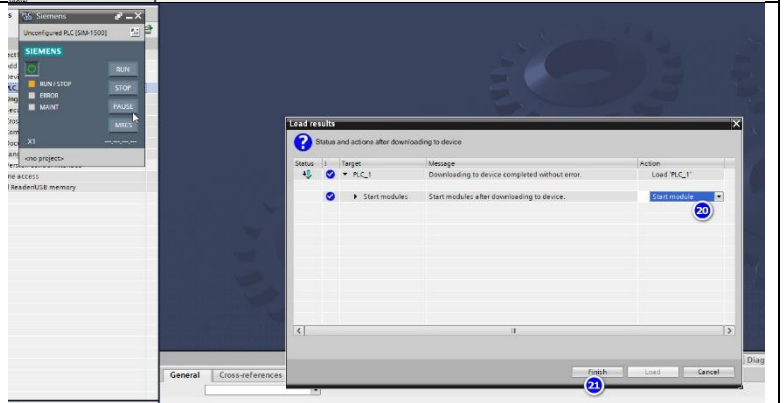 Siemens
Unconfigured PLC [SIM-1500]
SIEMENS
RUN
RUN / STOP
STOP
ERROR
MAINT
PAUSE
MRES
X1
--.--.--.--
<no project>
ne access
d Reader/USB memory
Load results
Status and actions after downloading to device
Status ! Target Message Action
PLC_1 Downloading to device completed without error. Load 'PLC_1'
Start modules Start modules after downloading to device. Start module
20
Finish Load Cancel
21
Diag
General Cross-references